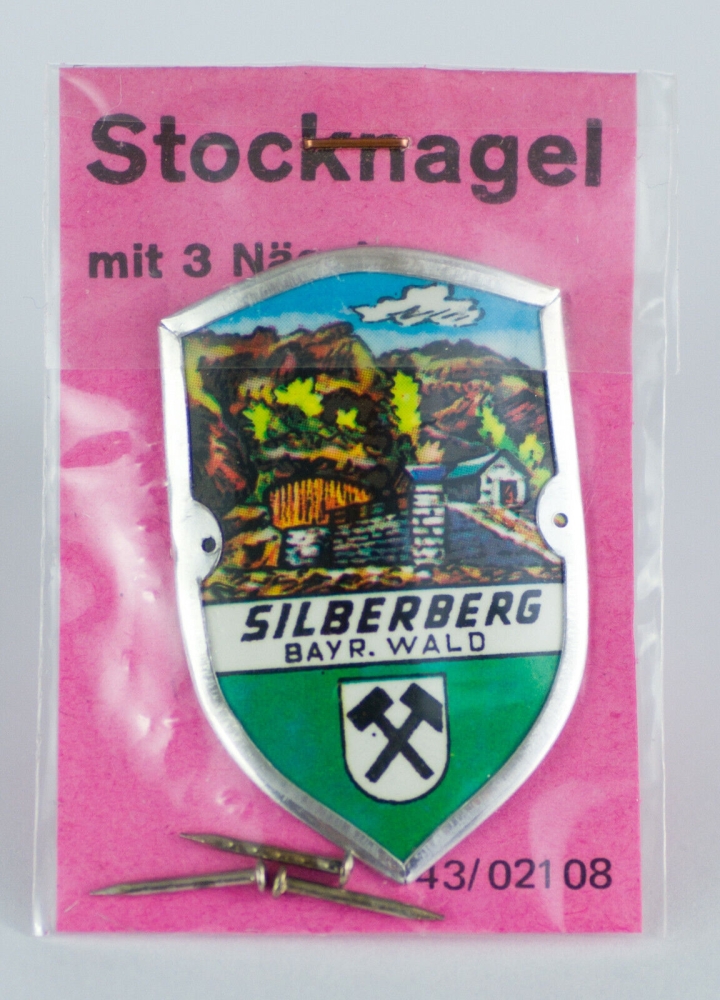 Stocknagel
mit 3
SILBERBERG
BAYR. WALD
43/02108